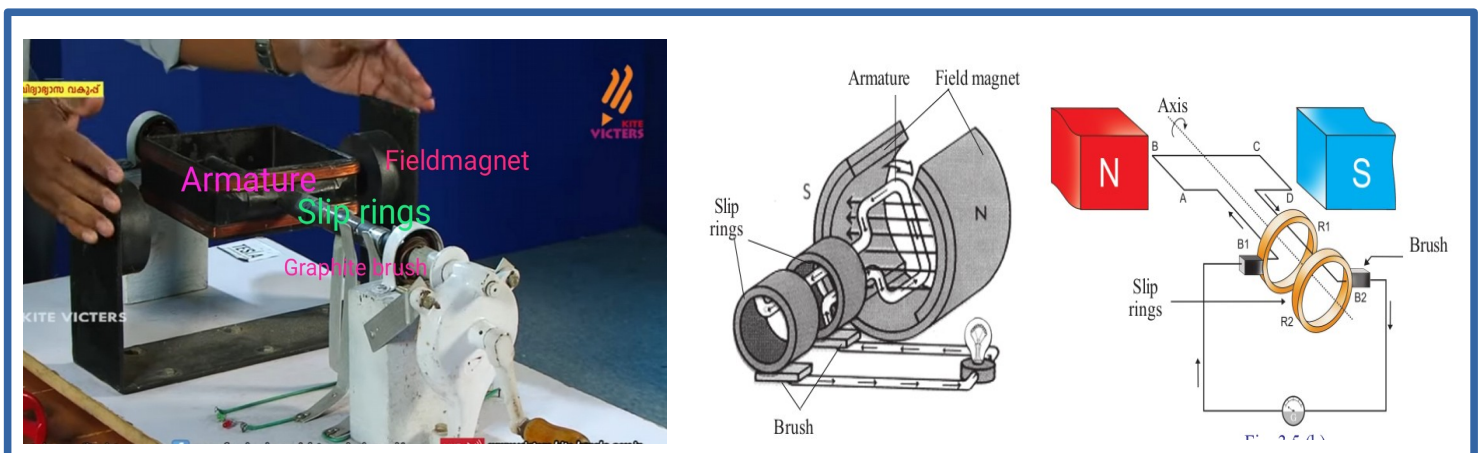 വിദ്യാഭ്യാസ വകുപ്പ്
KITE
VICTERS
Fieldmagnet
Armature
Slip rings
Graphite brush
KITE VICTERS
Armature
Field magnet
S
N
Slip
rings
Brush
Axis
B
C
N
S
A
D
R1
B1
Brush
Slip
rings
B2
R2
G